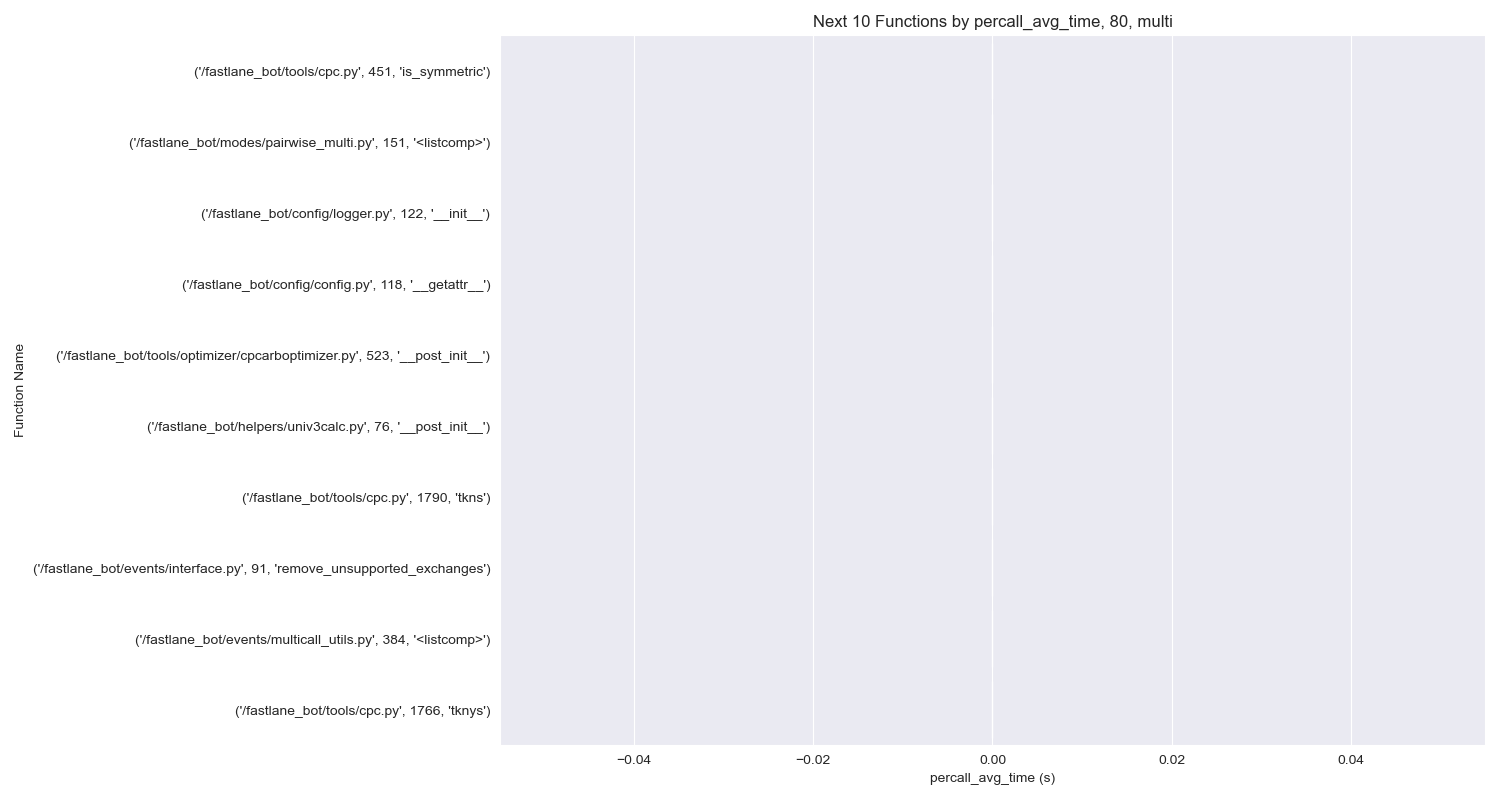 Next 10 Functions by percall_avg_time, 80, multi
Function Name
('/fastlane_bot/tools/cpc.py', 451, 'is_symmetric')
('/fastlane_bot/modes/pairwise_multi.py', 151, '<listcomp>')
('/fastlane_bot/config/logger.py', 122, '__init__')
('/fastlane_bot/config/config.py', 118, '__getattr__')
('/fastlane_bot/tools/optimizer/cpcarboptimizer.py', 523, '__post_init__')
('/fastlane_bot/helpers/univ3calc.py', 76, '__post_init__')
('/fastlane_bot/tools/cpc.py', 1790, 'tkns')
('/fastlane_bot/events/interface.py', 91, 'remove_unsupported_exchanges')
('/fastlane_bot/events/multicall_utils.py', 384, '<listcomp>')
('/fastlane_bot/tools/cpc.py', 1766, 'tknys')
−0.04 −0.02 0.00 0.02 0.04
percall_avg_time (s)